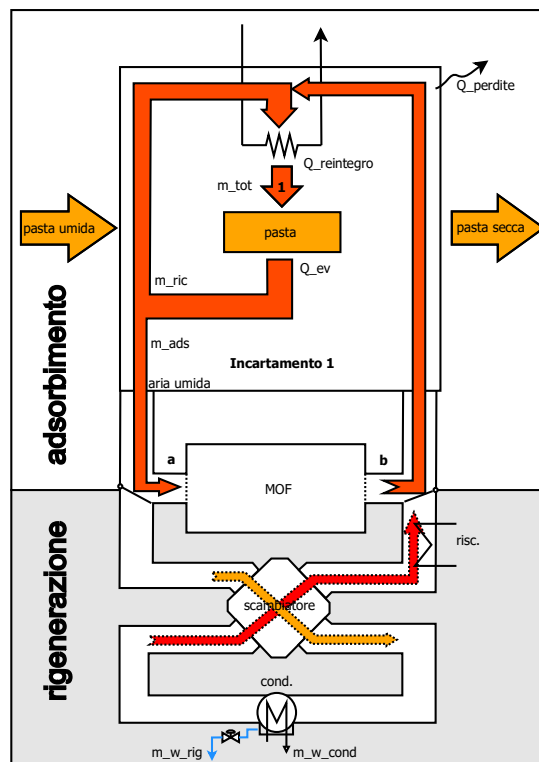 Q_perdite
Q_reintegro
m_tot
1
pasta umida
pasta
pasta secca
Q_ev
m_ric
m_ads
Incartamento 1
aria umida
adsorbimento
a
b
MOF
rigenerazione
risc.
scambiatore
cond.
M
m_w_rig
m_w_cond